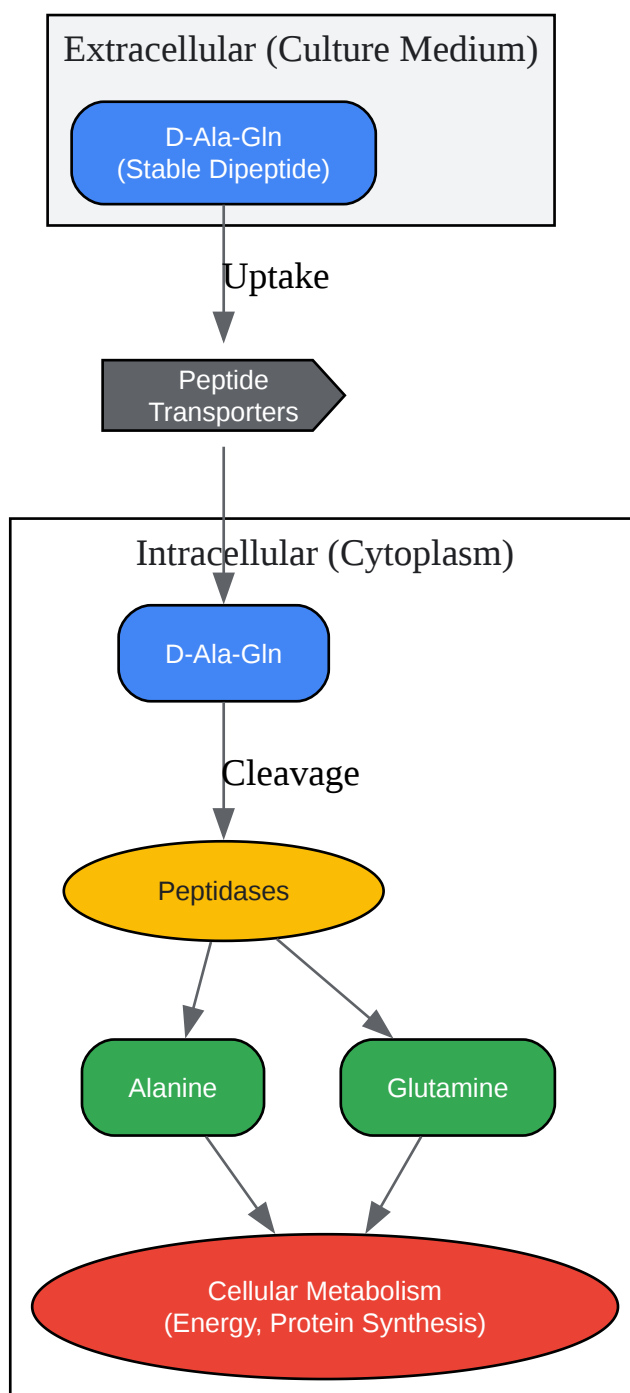 Extracellular (Culture Medium)
D-Ala-Gln
(Stable Dipeptide)
Uptake
Peptide
Transporters
Intracellular (Cytoplasm)
D-Ala-Gln
Cleavage
Peptidases
Alanine
Glutamine
Cellular Metabolism
(Energy, Protein Synthesis)